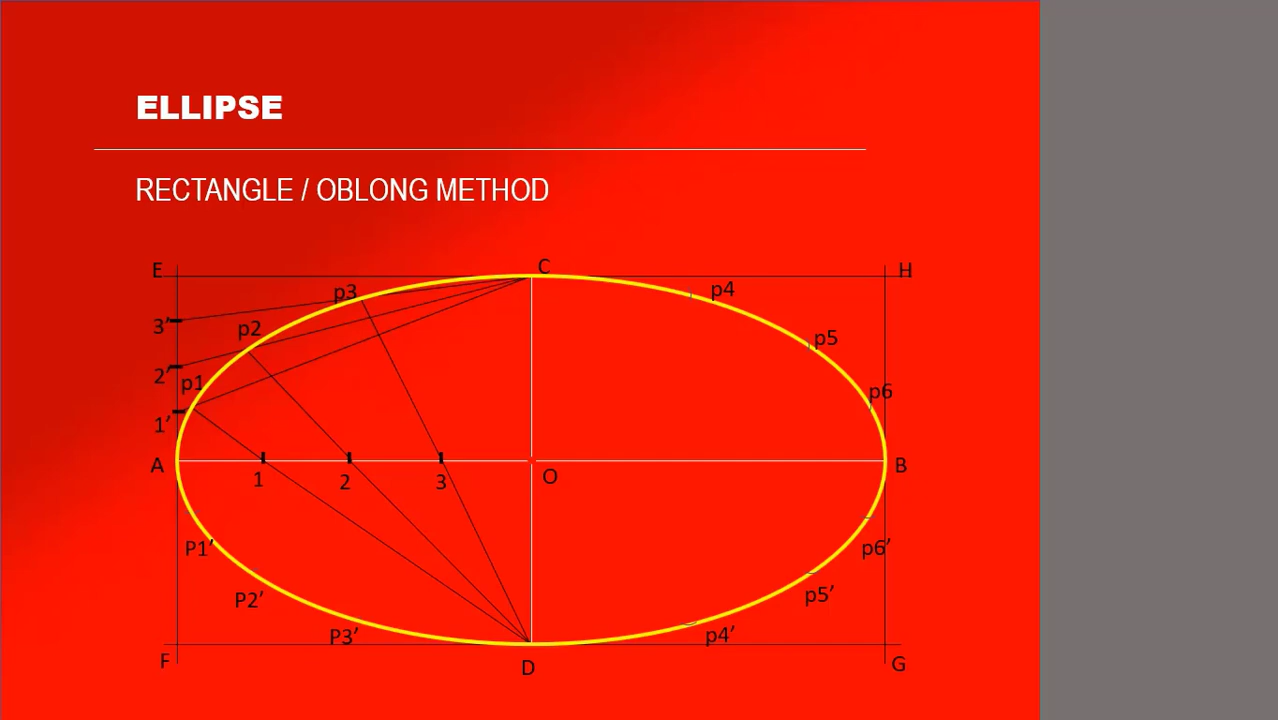 ELLIPSE
RECTANGLE / OBLONG METHOD
E
C
H
p3
p4
3’
p2
p5
2’
p1
p6
1’
A
1
2
3
O
B
P1’
p6’
P2’
p5’
P3’
p4’
F
D
G